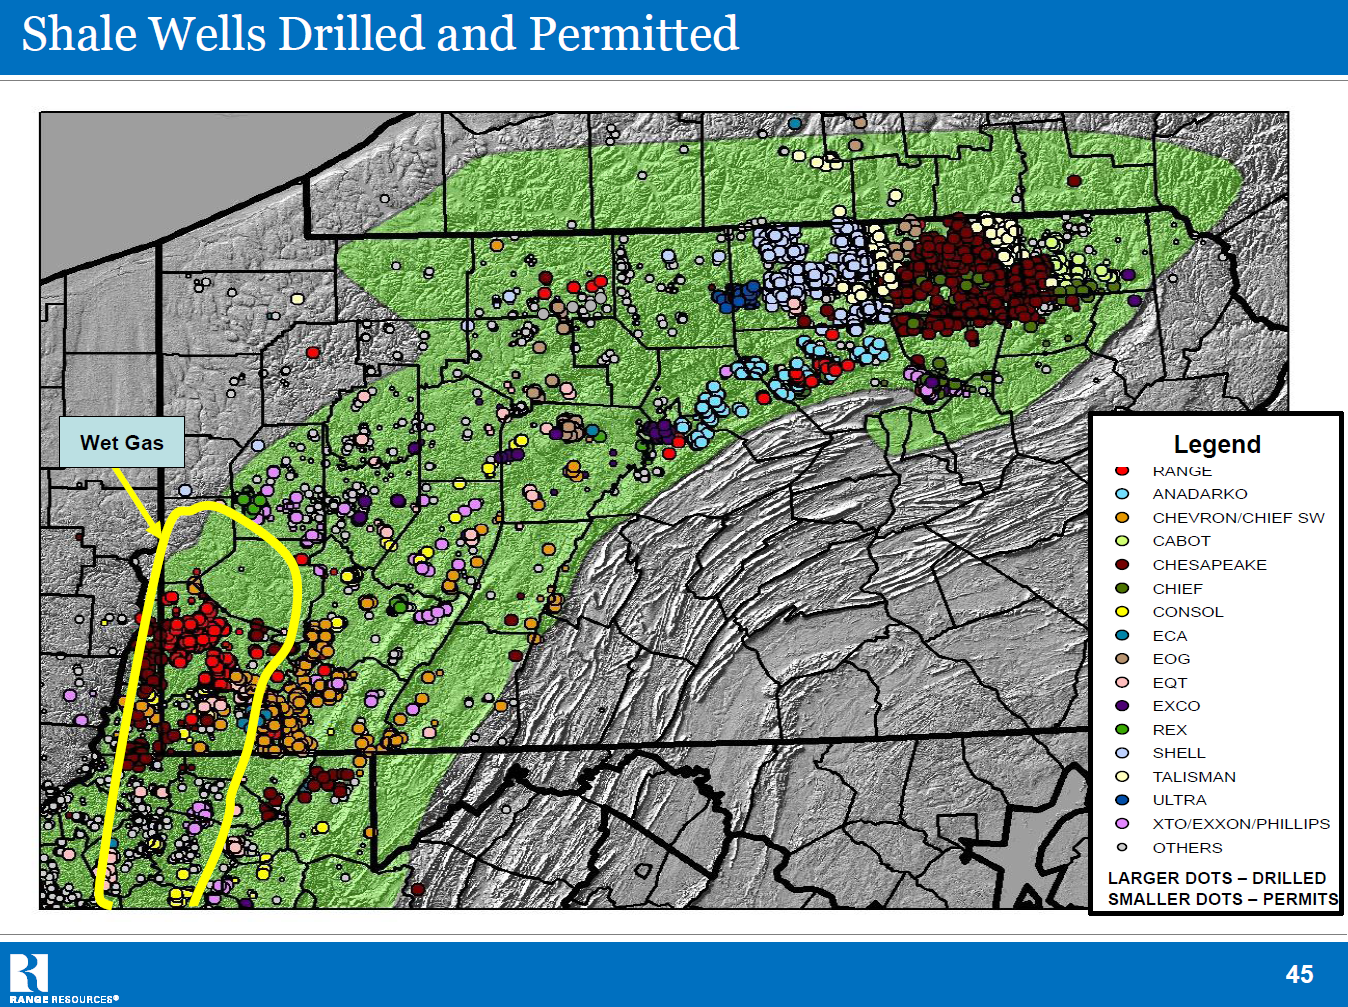 Shale Wells Drilled and Permitted
Wet Gas
Legend
RANGE
ANADARKO
CHEVRON/CHIEF SW
CABOT
CHESAPEAKE
CHIEF
CONSOL
ECA
EOG
EQT
EXCO
REX
SHELL
TALISMAN
ULTRA
XTO/EXXON/PHILLIPS
OTHERS
LARGER DOTS – DRILLED
SMALLER DOTS – PERMITS
RANGE RESOURCES®
45